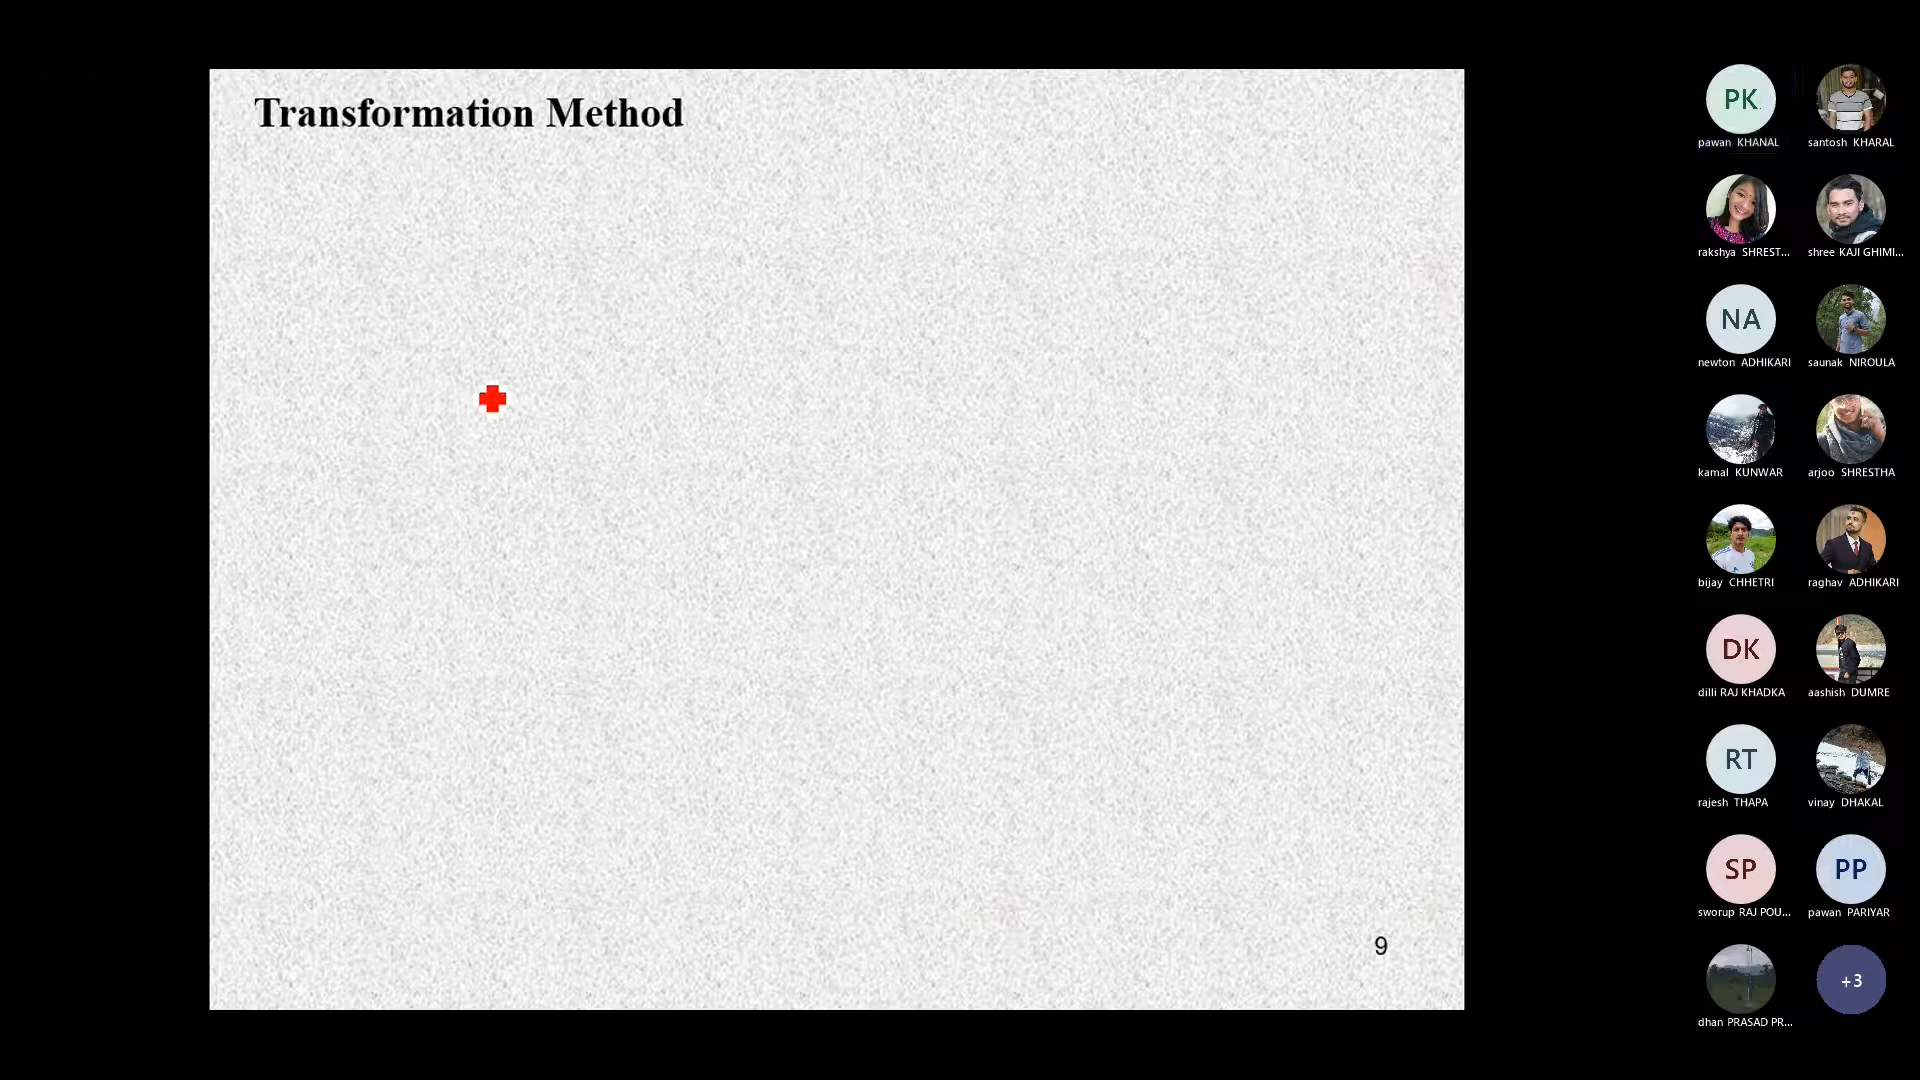 Transformation Method
9
PK
pawan KHANAL
santosh KHARAL
rakshya SHREST...
shree KAJI GHIMI...
NA
newton ADHIKARI
saunak NIROULA
kamal KUNWAR
arjoo SHRESTHA
bijay CHHETRI
raghav ADHIKARI
DK
dilli RAJ KHADKA
aashish DUMRE
RT
rajesh THAPA
vinay DHAKAL
SP
PP
sworup RAJ POU...
pawan PARIYAR
+3
dhan PRASAD PR...